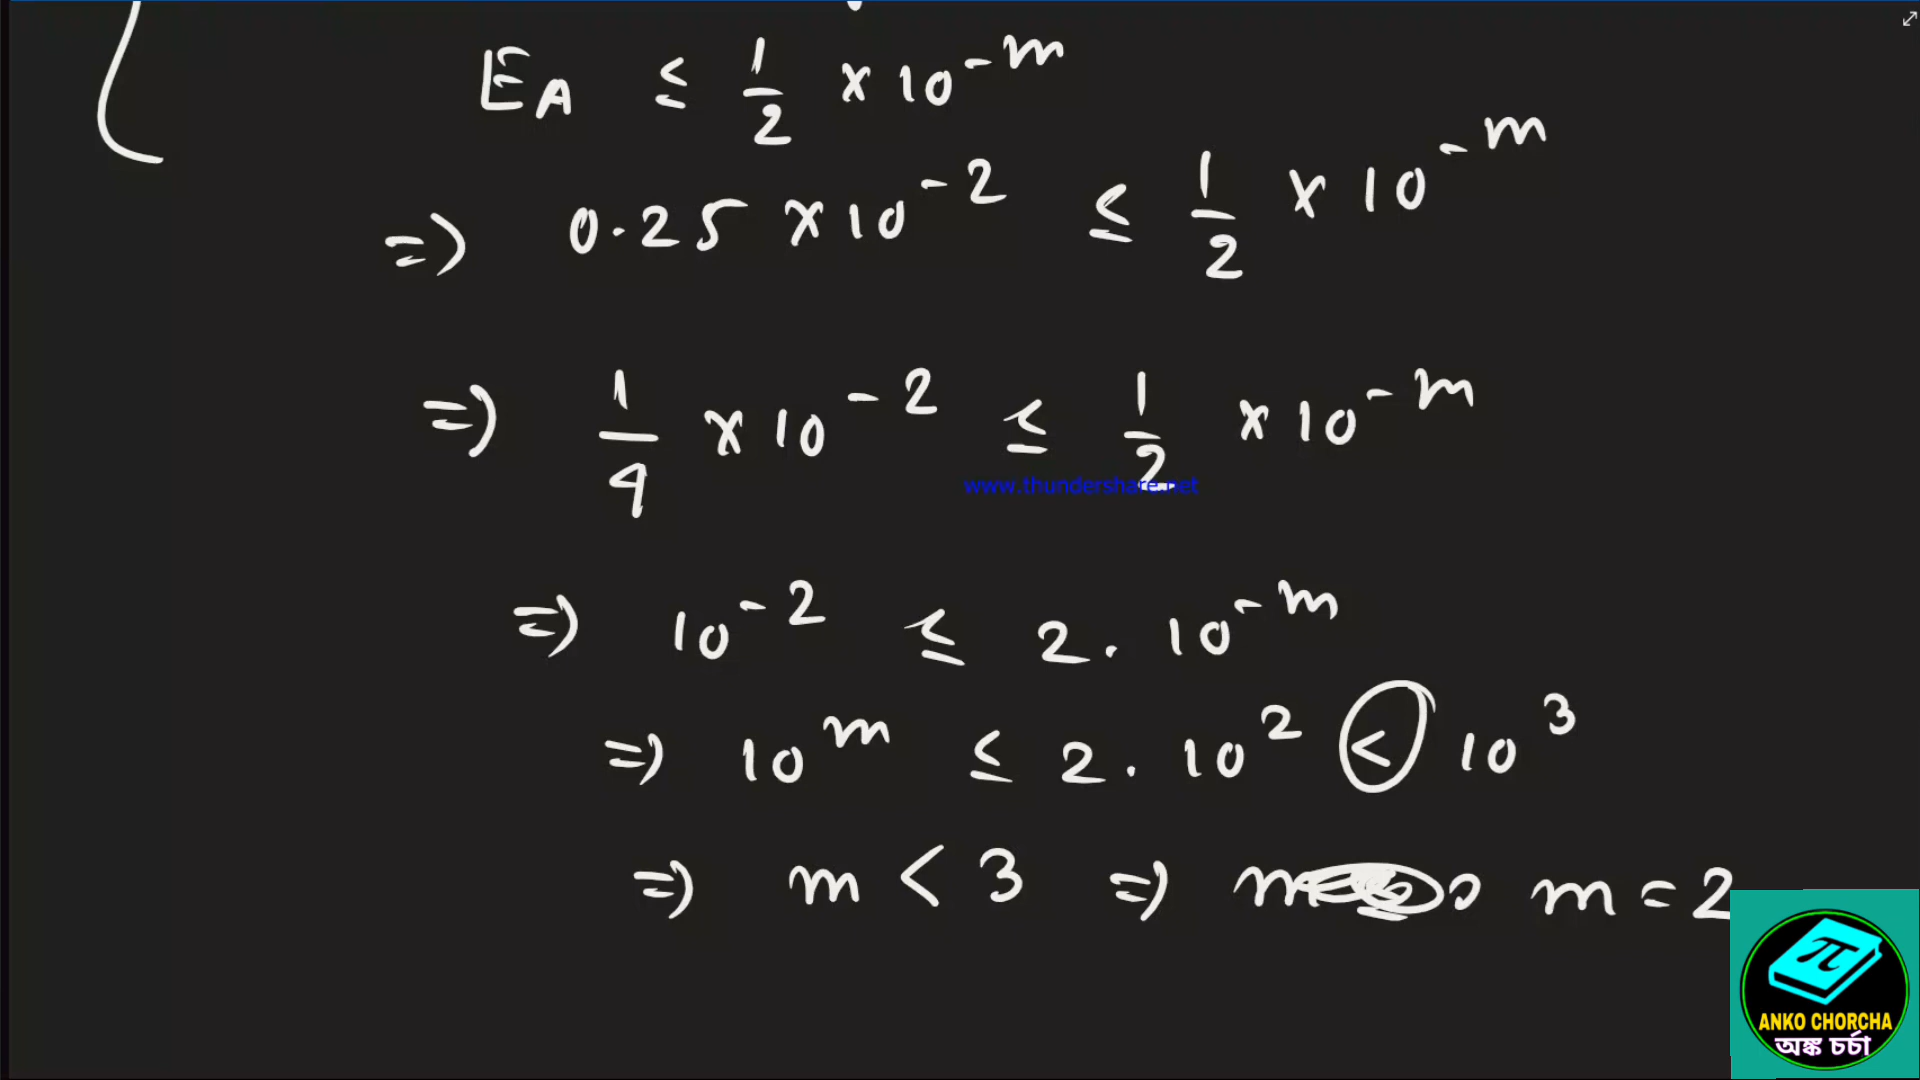 E_A ≤ 1/2 × 10^-m
=> 0.25 × 10^-2 ≤ 1/2 × 10^-m
=> 1/4 × 10^-2 ≤ 1/2 × 10^-m
www.thundershare.net
=> 10^-2 ≤ 2. 10^-m
=> 10^m ≤ 2. 10^2 < 10^3
=> m < 3 => m = 2
π
ANKO CHORCHA
অঙ্ক চর্চা